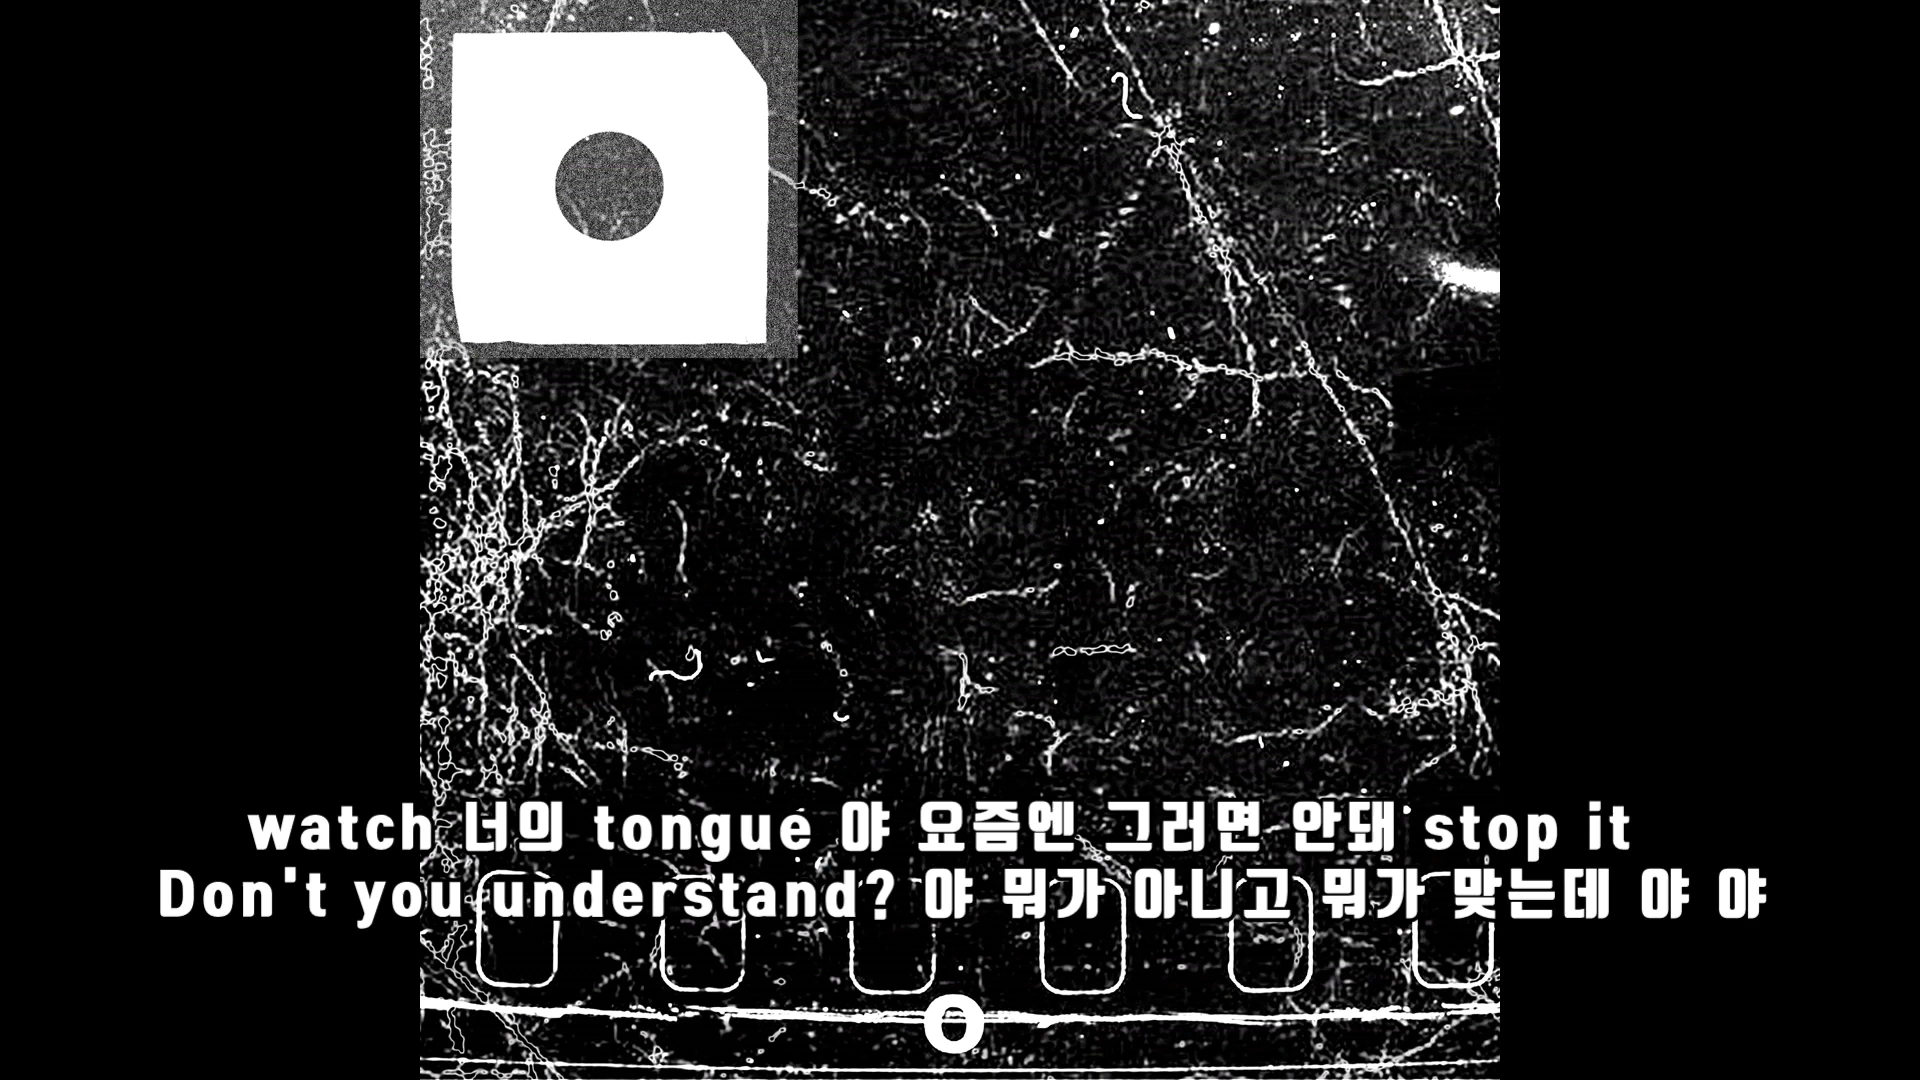 watch 너의 tongue 야 요즘엔 그러면 안돼 stop it
Don't you understand? 야 뭐가 아니고 뭐가 맞는데 야 야
o